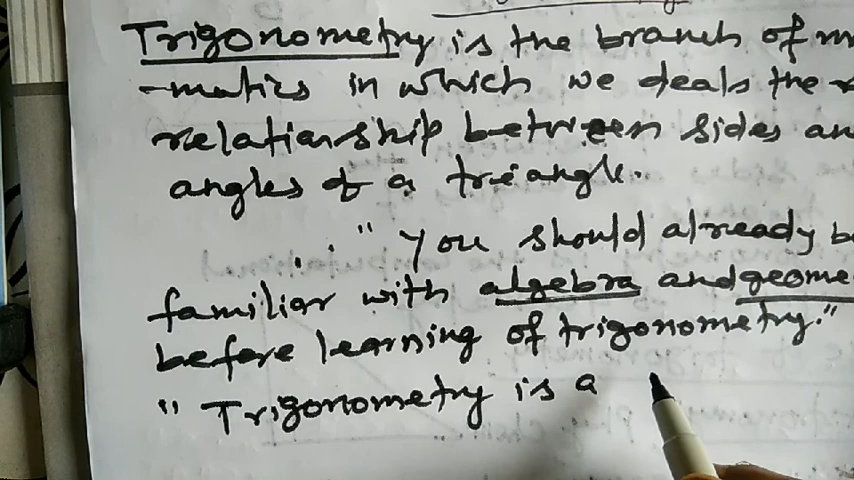 Trigonometry is the branch of m
-matics in which we deals the
relationship between sides an
angles of a triangle.
" You should already b
familiar with algebra and geome
before learning of trigonometry."
" Trigonometry is a